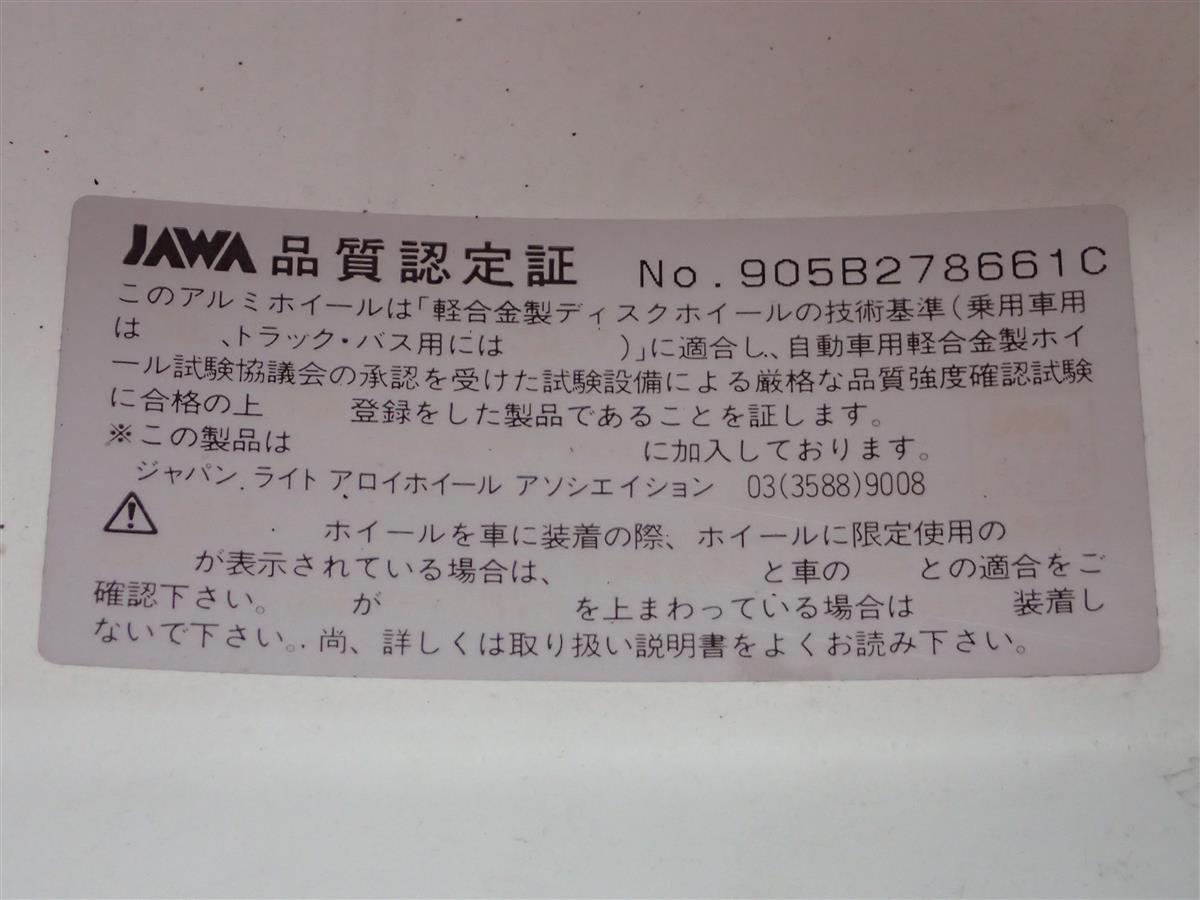 JAWA 品質認定証 No.905B278661C
このアルミホイールは「軽合金製ディスクホイールの技術基準(乗用車用
は 、トラック・バス用には )」に適合し、自動車用軽合金製ホイ
ール試験協議会の承認を受けた試験設備による厳格な品質強度確認試験
に合格の上 登録をした製品であることを証します。
※この製品は に加入しております。
ジャパン ライト アロイホイール アソシエイション 03(3588)9008
ホイールを車に装着の際、ホイールに限定使用の
が表示されている場合は、 と車の との適合をご
確認下さい。 が を上まわっている場合は 装着し
ないで下さい。尚、詳しくは取り扱い説明書をよくお読み下さい。